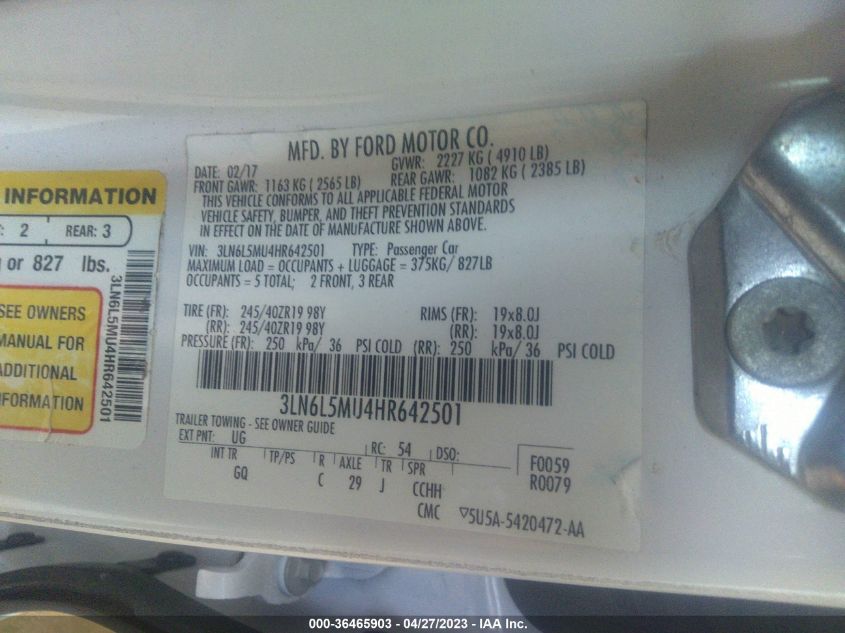 INFORMATION
2 REAR: 3
or 827 lbs.
SEE OWNERS
MANUAL FOR
ADDITIONAL
INFORMATION
3LN6L5MU4HR642501
MFD. BY FORD MOTOR CO.
DATE: 02/17 GVWR: 2227 KG ( 4910 LB)
FRONT GAWR: 1163 KG ( 2565 LB) REAR GAWR: 1082 KG ( 2385 LB)
THIS VEHICLE CONFORMS TO ALL APPLICABLE FEDERAL MOTOR
VEHICLE SAFETY, BUMPER, AND THEFT PREVENTION STANDARDS
IN EFFECT ON THE DATE OF MANUFACTURE SHOWN ABOVE.
VIN: 3LN6L5MU4HR642501 TYPE: Passenger Car
MAXIMUM LOAD = OCCUPANTS + LUGGAGE = 375KG/ 827LB
OCCUPANTS = 5 TOTAL; 2 FRONT, 3 REAR
TIRE (FR): 245/40ZR19 98Y RIMS (FR): 19x8.0J
(RR): 245/40ZR19 98Y (RR): 19x8.0J
PRESSURE (FR): 250 kPa/ 36 PSI COLD (RR): 250 kPa/ 36 PSI COLD
3LN6L5MU4HR642501
TRAILER TOWING - SEE OWNER GUIDE
EXT PNT: UG RC: 54 DSO: F0059
INT TR TP/PS R AXLE TR SPR R0079
GQ C 29 J CCHH
CMC ▽5U5A-5420472-AA
000-36465903 - 04/27/2023 - IAA Inc.